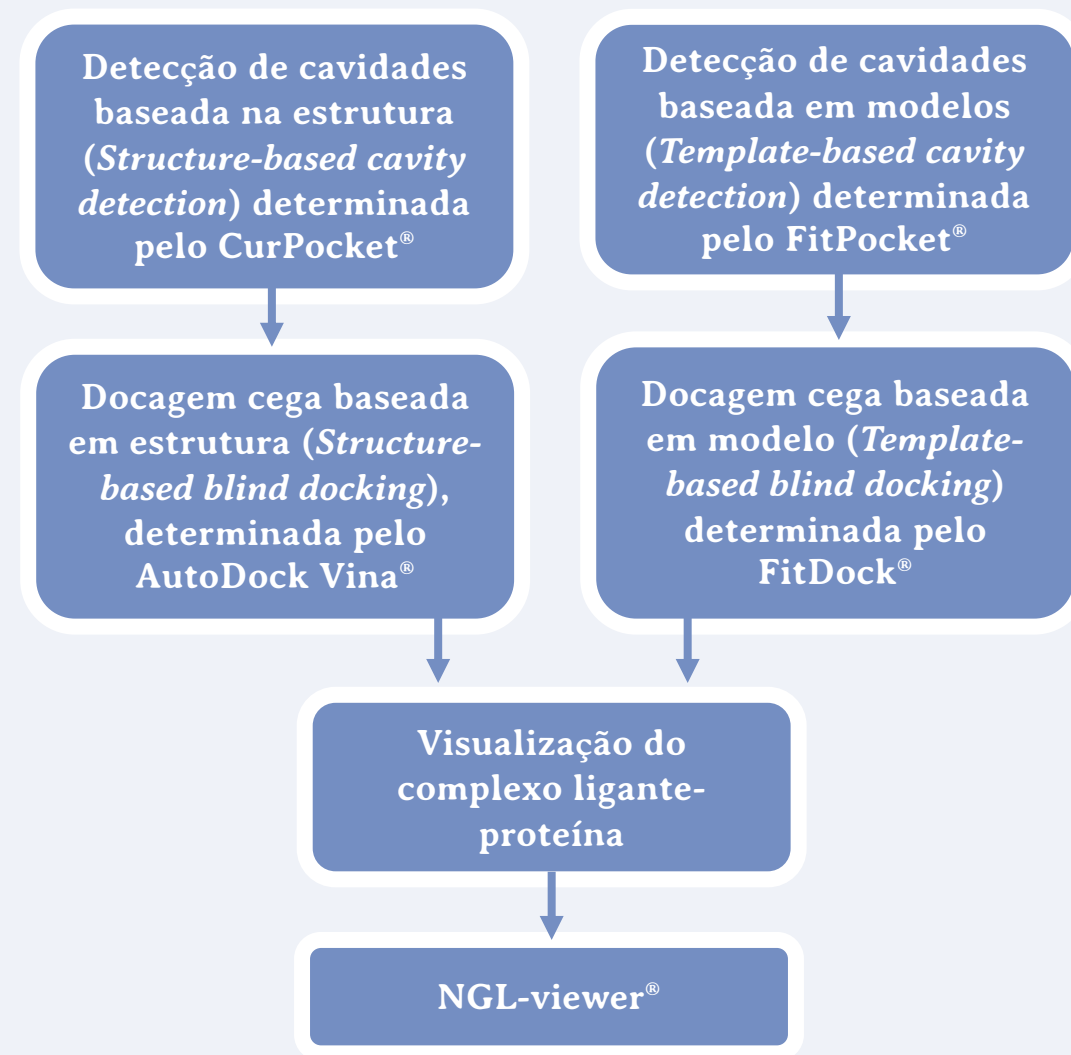 Detecção de cavidades
baseada na estrutura
(Structure-based cavity
detection) determinada
pelo CurPocket®
Detecção de cavidades
baseada em modelos
(Template-based cavity
detection) determinada
pelo FitPocket®
Docagem cega baseada
em estrutura (Structure-
based blind docking),
determinada pelo
AutoDock Vina®
Docagem cega baseada
em modelo (Template-
based blind docking)
determinada pelo
FitDock®
Visualização do
complexo ligante-
proteína
NGL-viewer®